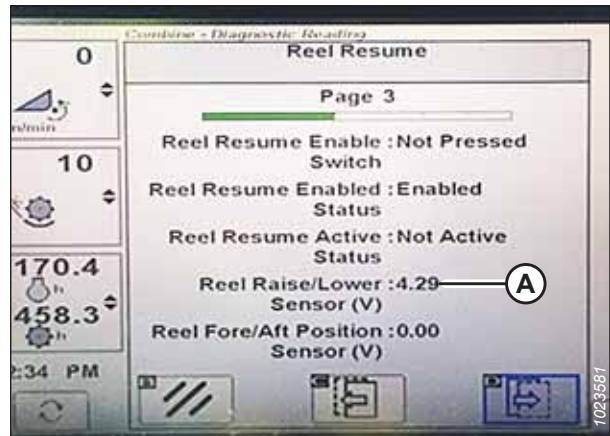 Combine - Diagnostic Reading
Reel Resume
Page 3
Reel Resume Enable :Not Pressed
Switch
Reel Resume Enabled :Enabled
Status
Reel Resume Active :Not Active
Status
Reel Raise/Lower :4.29
Sensor (V)
Reel Fore/Aft Position :0.00
Sensor (V)
A
0
10
170.4
h
458.3
h
:34 PM
1023581